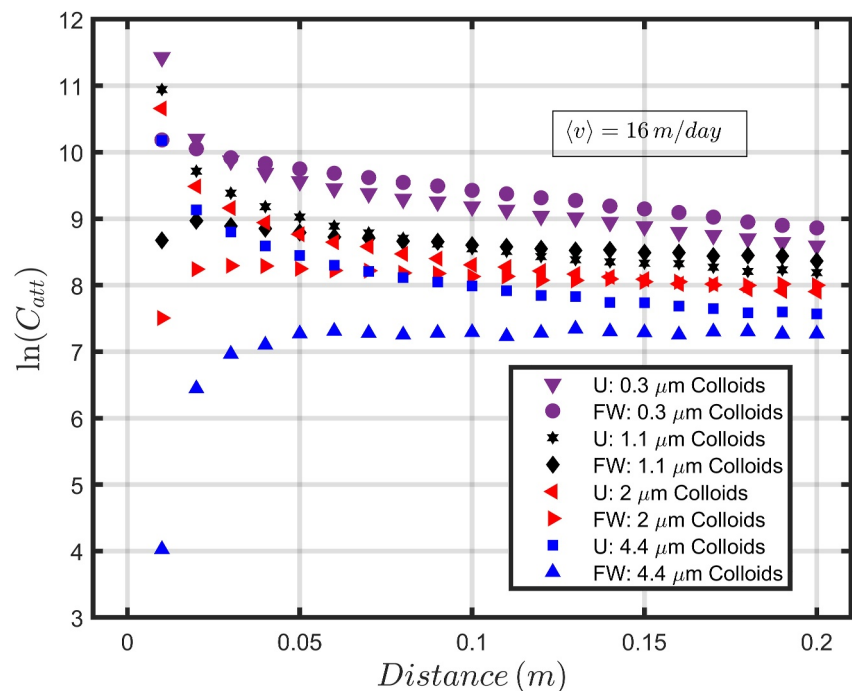 12
11
10
9
8
7
6
5
4
3
ln(C_att)
⟨v⟩ = 16 m/day
U: 0.3 μm Colloids
FW: 0.3 μm Colloids
U: 1.1 μm Colloids
FW: 1.1 μm Colloids
U: 2 μm Colloids
FW: 2 μm Colloids
U: 4.4 μm Colloids
FW: 4.4 μm Colloids
0 0.05 0.1 0.15 0.2
Distance (m)